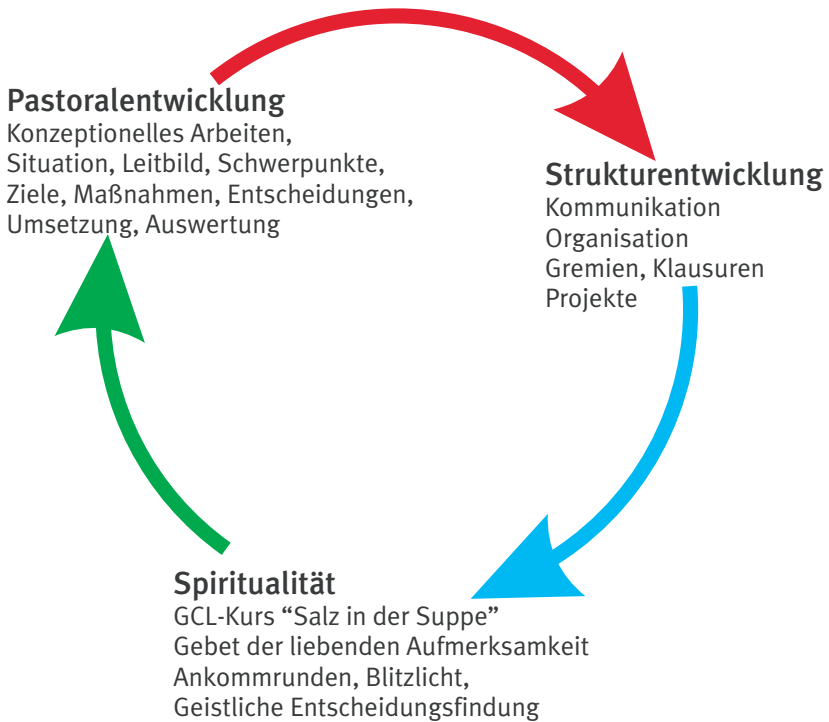 Pastoralentwicklung
Konzeptionelles Arbeiten,
Situation, Leitbild, Schwerpunkte,
Ziele, Maßnahmen, Entscheidungen,
Umsetzung, Auswertung
Strukturentwicklung
Kommunikation
Organisation
Gremien, Klausuren
Projekte
Spiritualität
GCL-Kurs “Salz in der Suppe”
Gebet der liebenden Aufmerksamkeit
Ankommrunden, Blitzlicht,
Geistliche Entscheidungsfindung